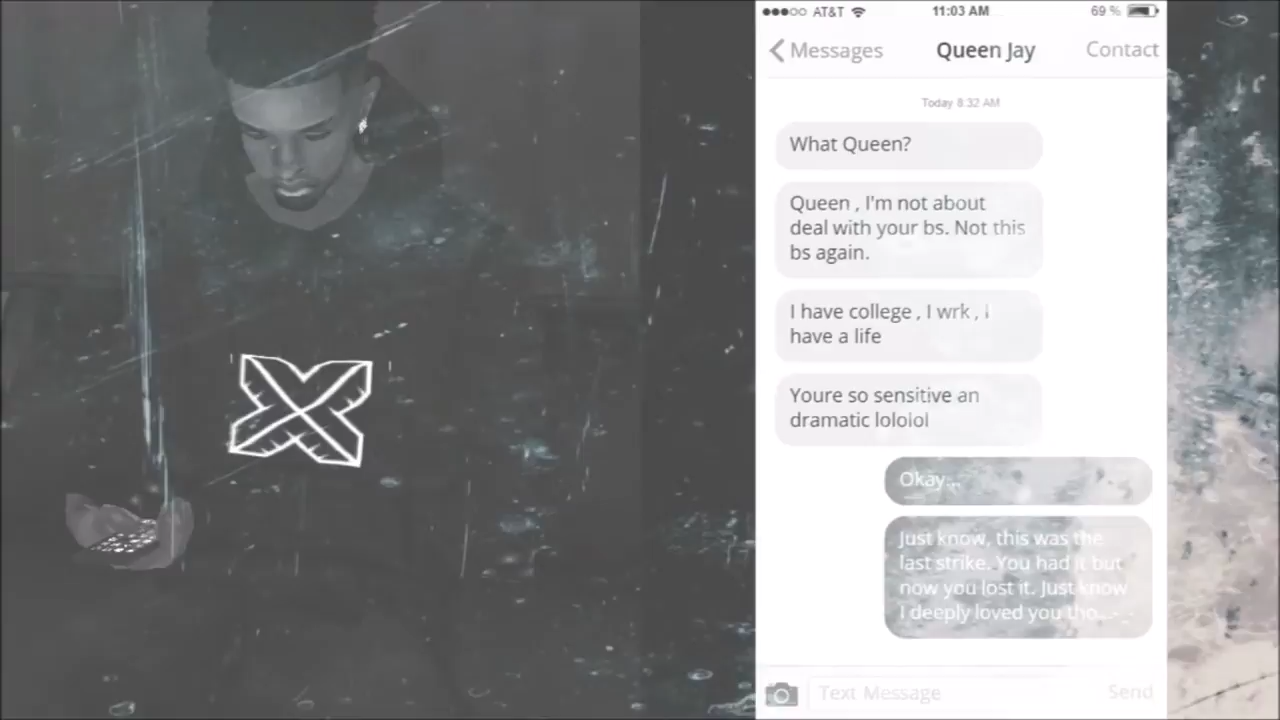 AT&T 11:03 AM 69 %
Messages Queen Jay Contact
Today 8:32 AM
What Queen?
Queen , I'm not about
deal with your bs. Not this
bs again.
I have college , I wrk , i
have a life
Youre so sensitive an
dramatic loloiol
Okay...
Just know, this was the
last strike. You had it but
now you lost it. Just know
I deeply loved you tho...-_-
Text Message Send